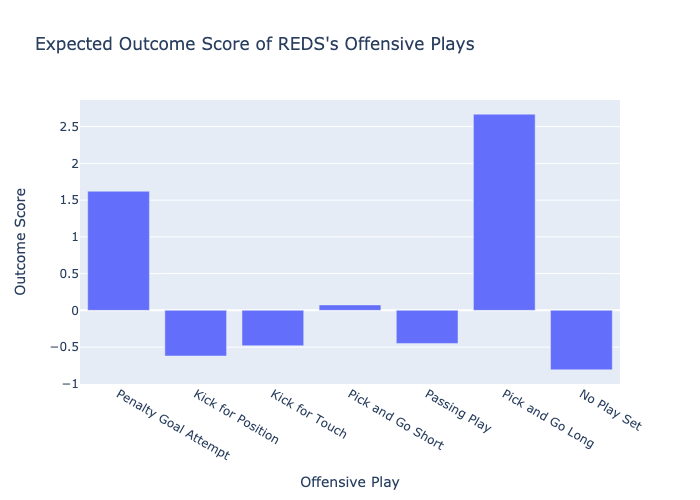 Expected Outcome Score of REDS's Offensive Plays
Outcome Score
2.5
2
1.5
1
0.5
0
−0.5
−1
Penalty Goal Attempt
Kick for Position
Kick for Touch
Pick and Go Short
Passing Play
Pick and Go Long
No Play Set
Offensive Play